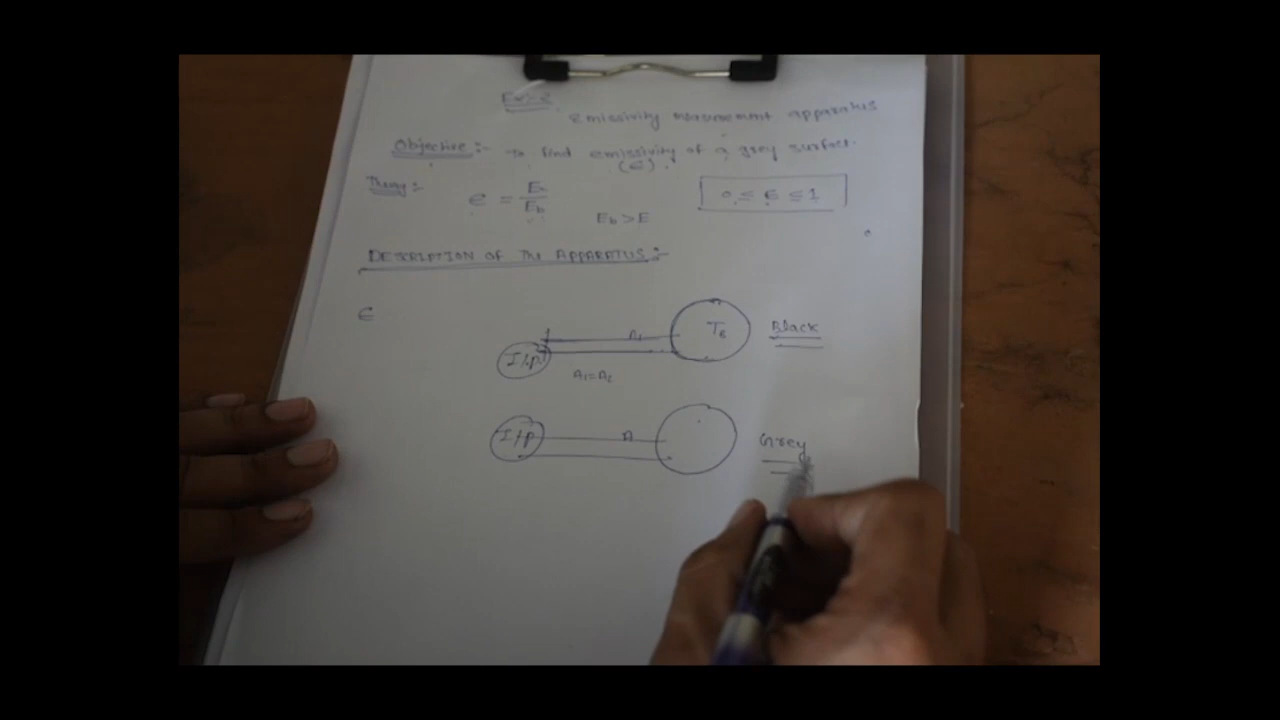 emissivity measurement apparatus
Objective :- to find emissivity of a grey surface.
(ϵ)
Theory :- e = E / Eb
Eb > E
0 ≤ ϵ ≤ 1
DESCRIPTION OF The APPARATUS :-
ϵ
A1 Tb Black
I/p
A1=A2
I/p A Grey